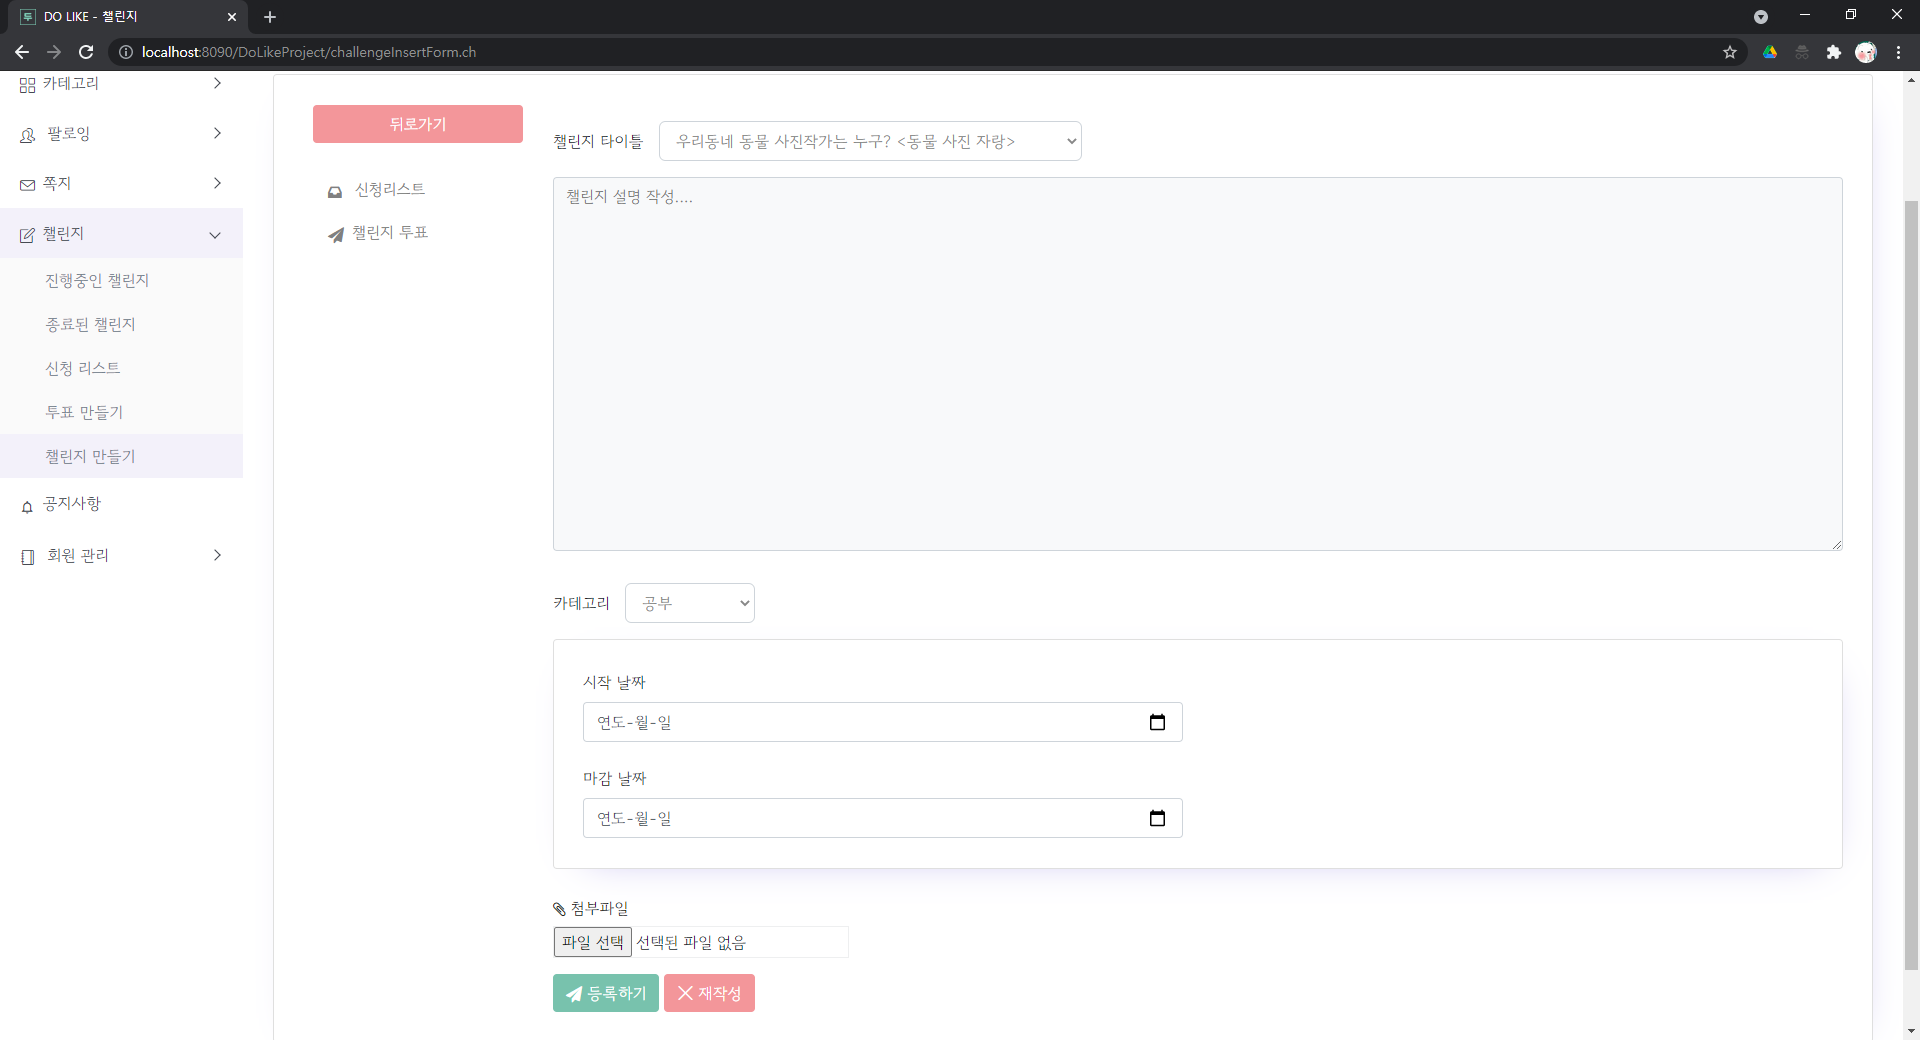 DO LIKE - 챌린지
localhost:8090/DoLikeProject/challengeInsertForm.ch
카테고리
팔로잉
쪽지
챌린지
진행중인 챌린지
종료된 챌린지
신청 리스트
투표 만들기
챌린지 만들기
공지사항
회원 관리
뒤로가기
신청리스트
챌린지 투표
챌린지 타이틀
우리동네 동물 사진작가는 누구? <동물 사진 자랑>
챌린지 설명 작성....
카테고리
공부
시작 날짜
연도-월-일
마감 날짜
연도-월-일
첨부파일
파일 선택 선택된 파일 없음
등록하기 재작성